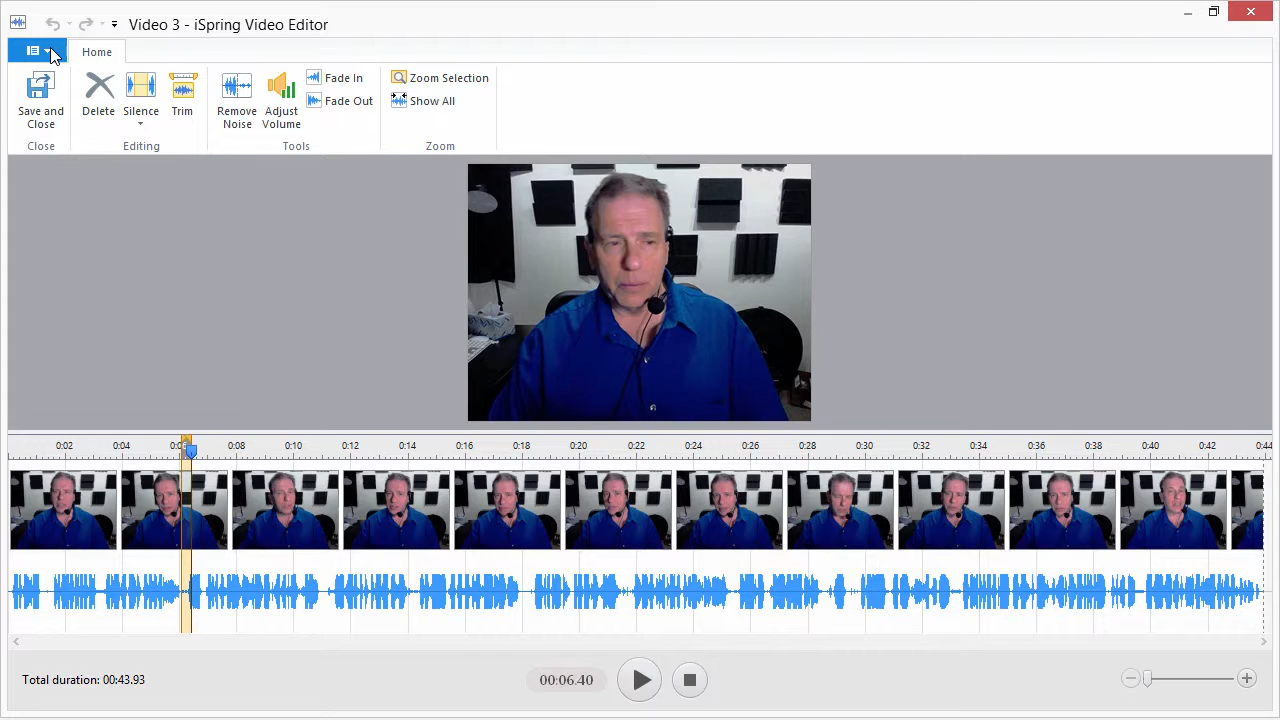 Video 3 - iSpring Video Editor
Home
Save and
Close
Delete
Silence
Trim
Remove
Noise
Adjust
Volume
Fade In
Fade Out
Zoom Selection
Show All
Close
Editing
Tools
Zoom
0:02 0:04 0:08 0:10 0:12 0:14 0:16 0:18 0:20 0:22 0:24 0:26 0:28 0:30 0:32 0:34 0:36 0:38 0:40 0:42 0:44
Total duration: 00:43.93
00:06.40